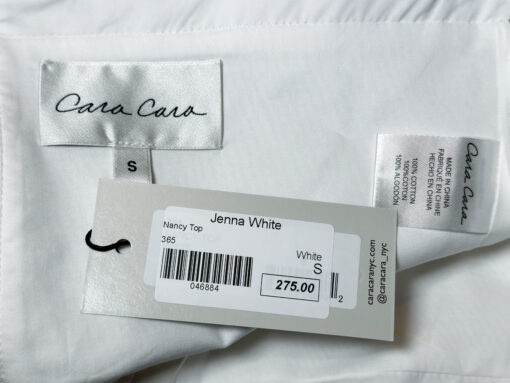 Cara Cara
S
Jenna White
Nancy Top
365
White
S
046884
275.00
2
caracaranyc.com
@caracara_nyc
Cara Cara
MADE IN CHINA
FABRIQUÉ EN CHINE
HECHO EN CHINA
100% COTTON
100%COTON
100% ALGODÓN